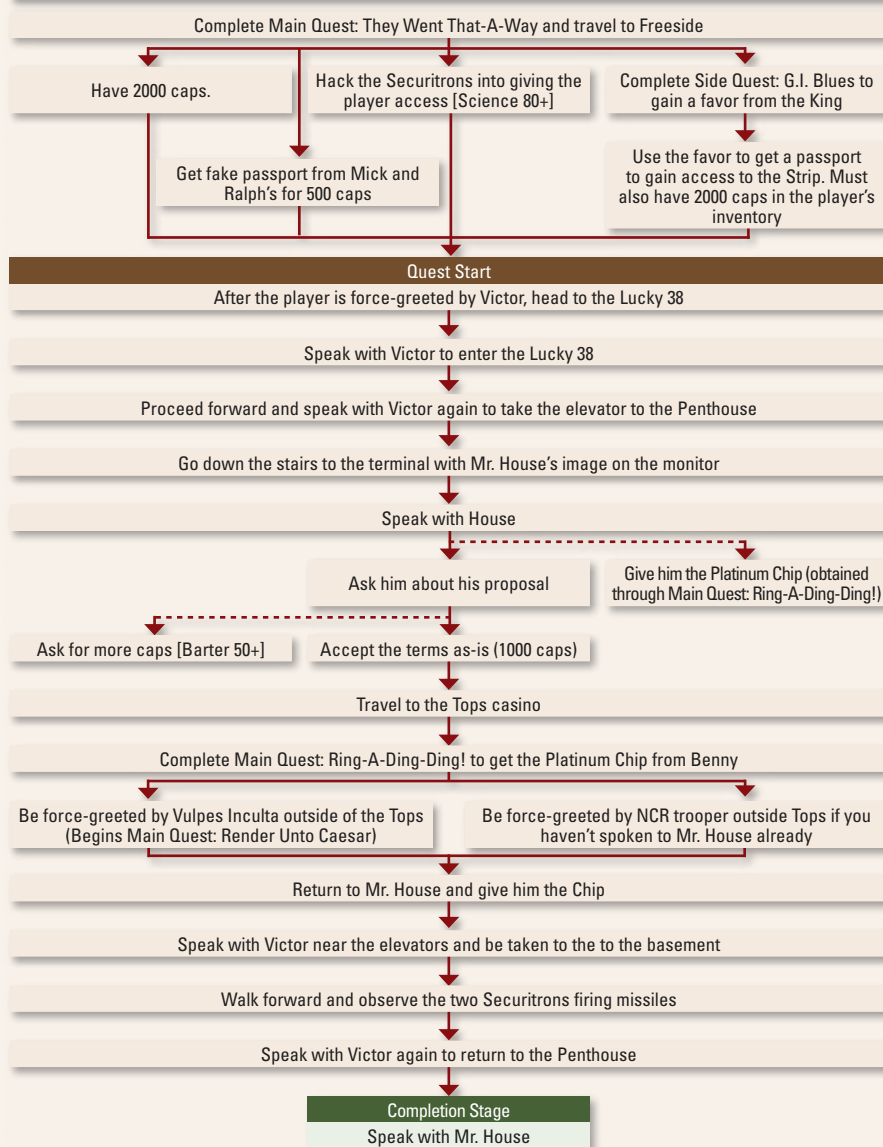 Complete Main Quest: They Went That-A-Way and travel to Freeside
Have 2000 caps.
Hack the Securitrons into giving the
player access [Science 80+]
Complete Side Quest: G.I. Blues to
gain a favor from the King
Get fake passport from Mick and
Ralph's for 500 caps
Use the favor to get a passport
to gain access to the Strip. Must
also have 2000 caps in the player's
inventory
Quest Start
After the player is force-greeted by Victor, head to the Lucky 38
Speak with Victor to enter the Lucky 38
Proceed forward and speak with Victor again to take the elevator to the Penthouse
Go down the stairs to the terminal with Mr. House's image on the monitor
Speak with House
Ask him about his proposal
Give him the Platinum Chip (obtained
through Main Quest: Ring-A-Ding-Ding!)
Ask for more caps [Barter 50+]
Accept the terms as-is (1000 caps)
Travel to the Tops casino
Complete Main Quest: Ring-A-Ding-Ding! to get the Platinum Chip from Benny
Be force-greeted by Vulpes Inculta outside of the Tops
(Begins Main Quest: Render Unto Caesar)
Be force-greeted by NCR trooper outside Tops if you
haven't spoken to Mr. House already
Return to Mr. House and give him the Chip
Speak with Victor near the elevators and be taken to the to the basement
Walk forward and observe the two Securitrons firing missiles
Speak with Victor again to return to the Penthouse
Completion Stage
Speak with Mr. House